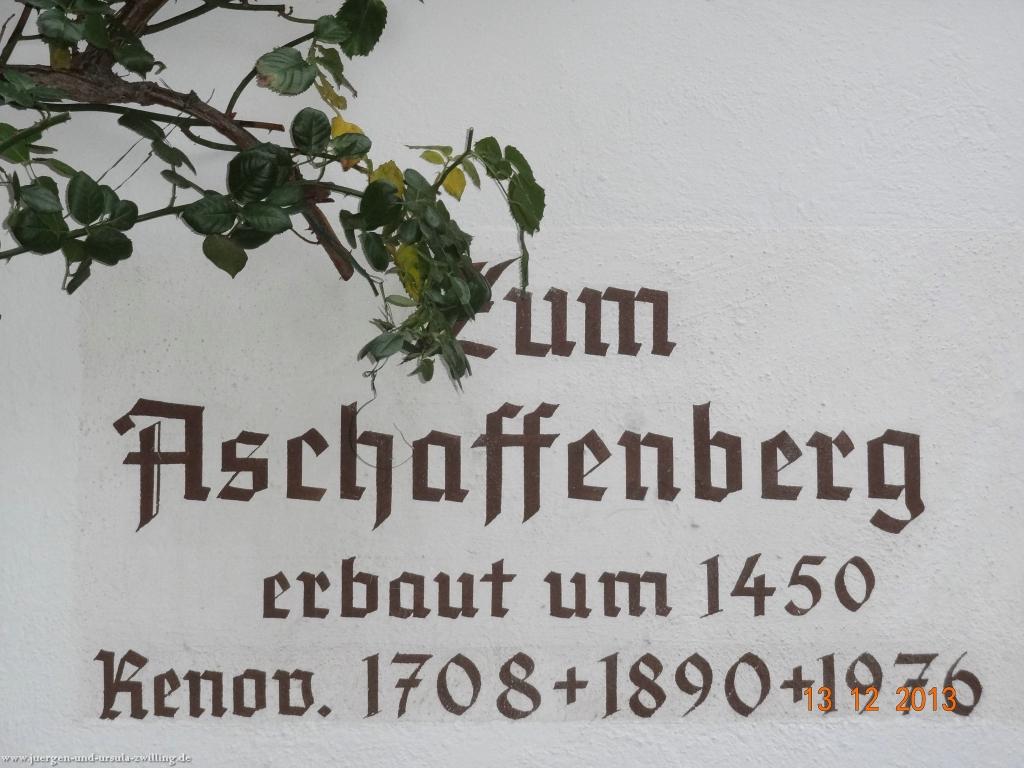 Zum
Aschaffenberg
erbaut um 1450
Renov. 1708+1890+1976
13 12 2013
www.juergen-und-ursula-zwilling.de